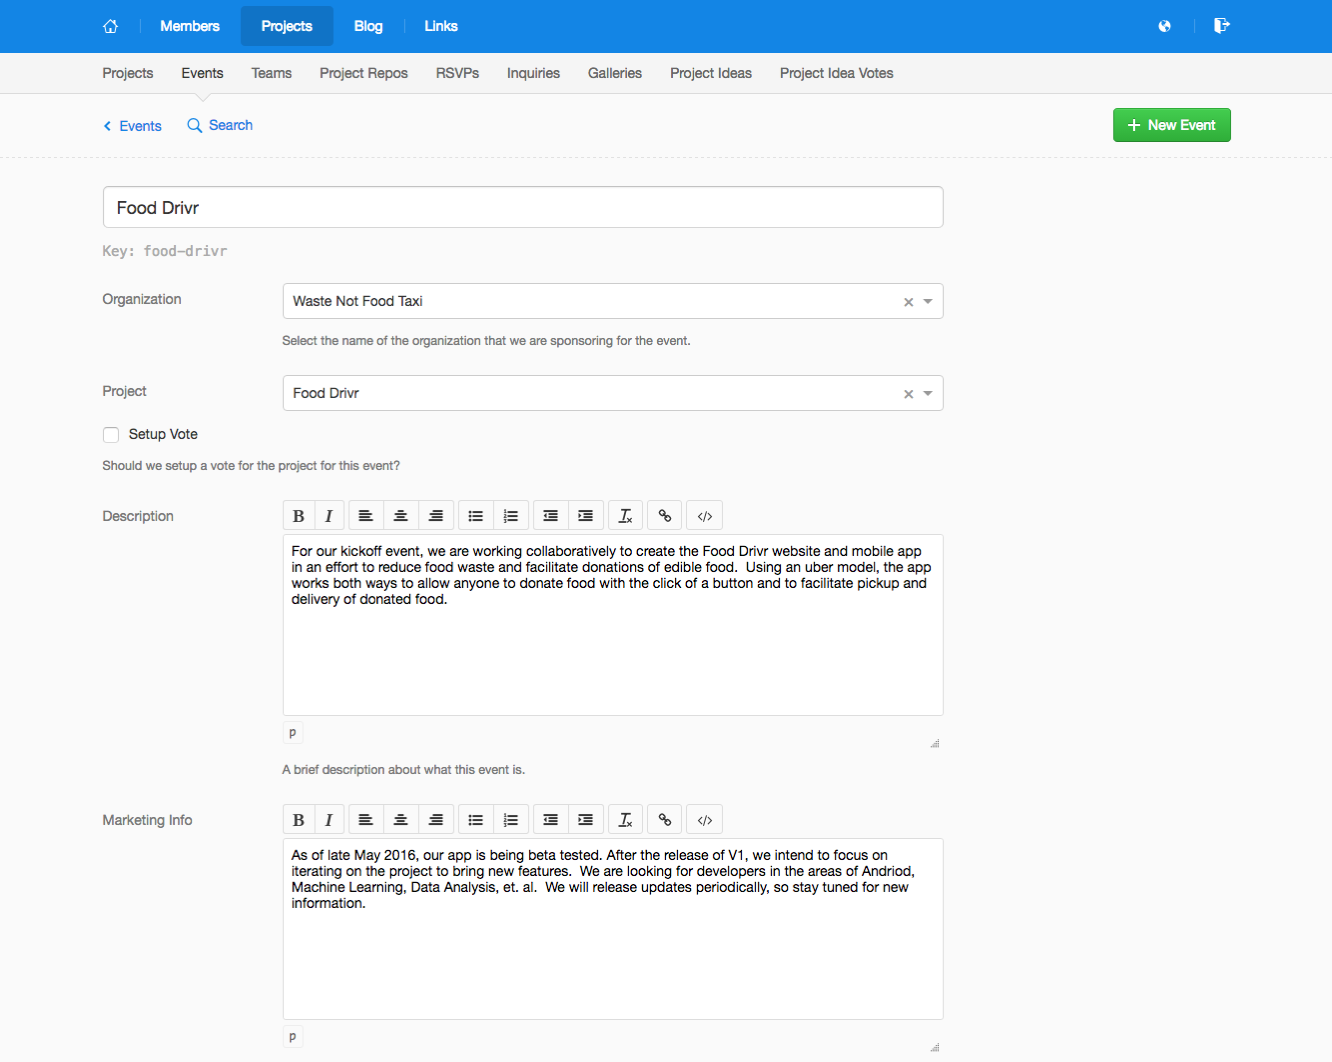 Members Projects Blog Links
Projects Events Teams Project Repos RSVPs Inquiries Galleries Project Ideas Project Idea Votes
Events Search + New Event
Food Drivr
Key: food-drivr
Organization Waste Not Food Taxi
Select the name of the organization that we are sponsoring for the event.
Project Food Drivr
Setup Vote
Should we setup a vote for the project for this event?
Description B I
For our kickoff event, we are working collaboratively to create the Food Drivr website and mobile app
in an effort to reduce food waste and facilitate donations of edible food.  Using an uber model, the app
works both ways to allow anyone to donate food with the click of a button and to facilitate pickup and
delivery of donated food.
p
A brief description about what this event is.
Marketing Info B I
As of late May 2016, our app is being beta tested. After the release of V1, we intend to focus on
iterating on the project to bring new features.  We are looking for developers in the areas of Andriod,
Machine Learning, Data Analysis, et. al.  We will release updates periodically, so stay tuned for new
information.
p